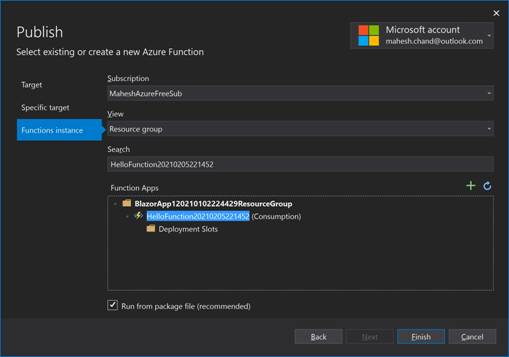 Publish
Select existing or create a new Azure Function
Microsoft account
mahesh.chand@outlook.com
Target
Specific target
Functions instance
Subscription
MaheshAzureFreeSub
View
Resource group
Search
HelloFunction20210205221452
Function Apps
BlazorApp120210102224429ResourceGroup
HelloFunction20210205221452 (Consumption)
Deployment Slots
Run from package file (recommended)
Back
Next
Finish
Cancel